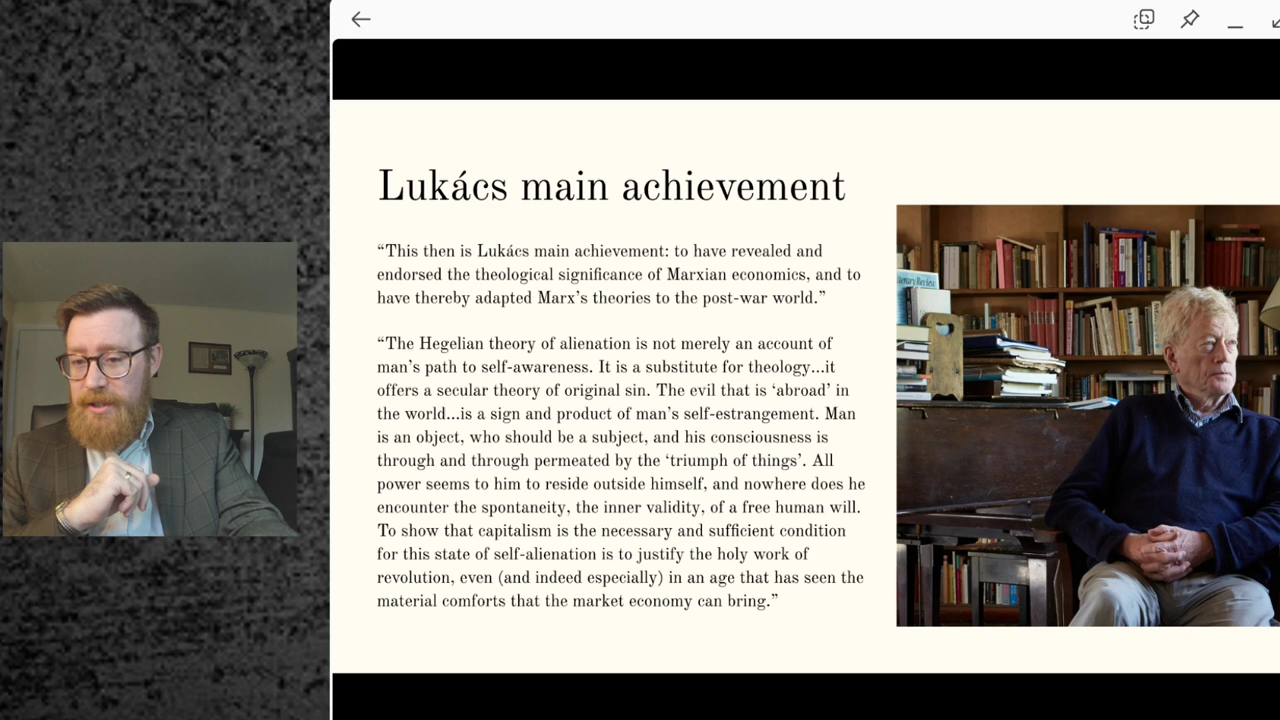 Lukács main achievement
“This then is Lukács main achievement: to have revealed and
endorsed the theological significance of Marxian economics, and to
have thereby adapted Marx’s theories to the post-war world.”
“The Hegelian theory of alienation is not merely an account of
man’s path to self-awareness. It is a substitute for theology...it
offers a secular theory of original sin. The evil that is ‘abroad’ in
the world...is a sign and product of man’s self-estrangement. Man
is an object, who should be a subject, and his consciousness is
through and through permeated by the ‘triumph of things’. All
power seems to him to reside outside himself, and nowhere does he
encounter the spontaneity, the inner validity, of a free human will.
To show that capitalism is the necessary and sufficient condition
for this state of self-alienation is to justify the holy work of
revolution, even (and indeed especially) in an age that has seen the
material comforts that the market economy can bring.”